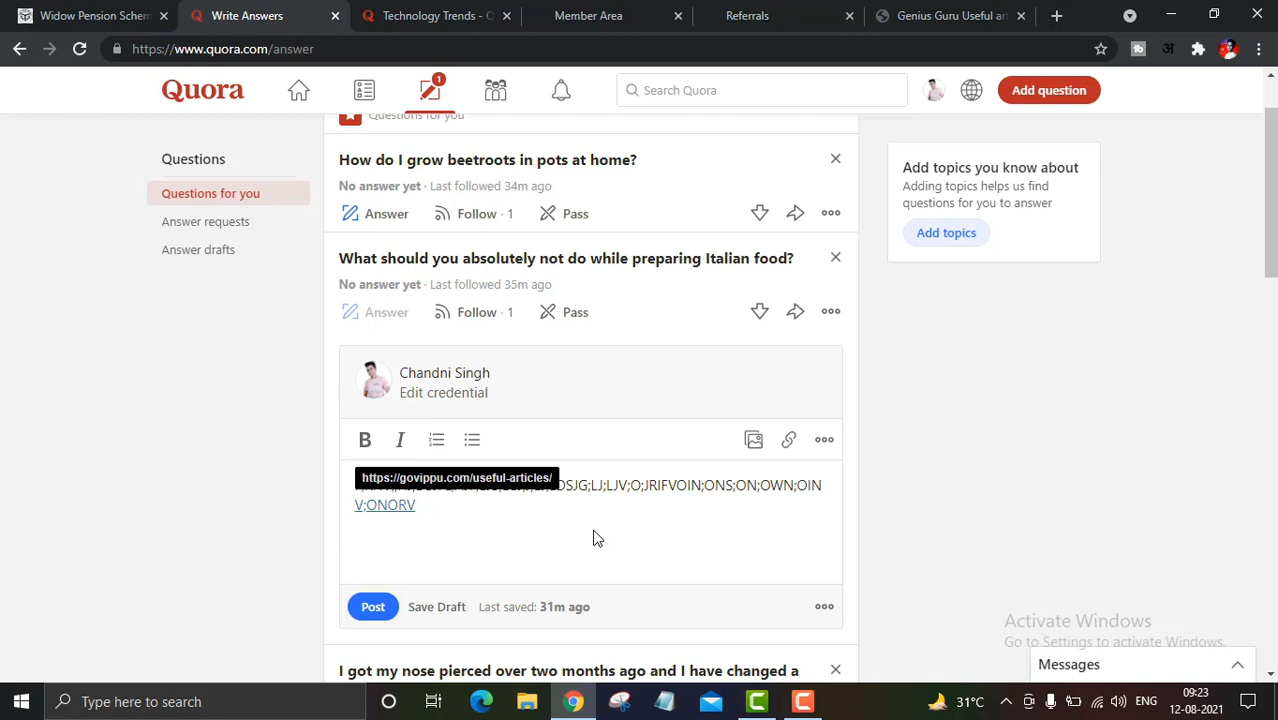 Widow Pension Schem
Write Answers
Technology Trends - Q
Member Area
Referrals
Genius Guru Useful art
https://www.quora.com/answer
Quora
1
Search Quora
Add question
Questions for you
Questions
Questions for you
Answer requests
Answer drafts
How do I grow beetroots in pots at home?
No answer yet · Last followed 34m ago
Answer
Follow · 1
Pass
What should you absolutely not do while preparing Italian food?
No answer yet · Last followed 35m ago
Answer
Follow · 1
Pass
Add topics you know about
Adding topics helps us find
questions for you to answer
Add topics
Chandni Singh
Edit credential
B
I
https://govippu.com/useful-articles/
DSJG;LJ;LJV;O;JRIFVOIN;ONS;ON;OWN;OIN
V;ONORV
Post
Save Draft
Last saved: 31m ago
I got my nose pierced over two months ago and I have changed a
Activate Windows
Go to Settings to activate Windows.
Messages
Type here to search
31°C
ENG
09:23
12-08-2021